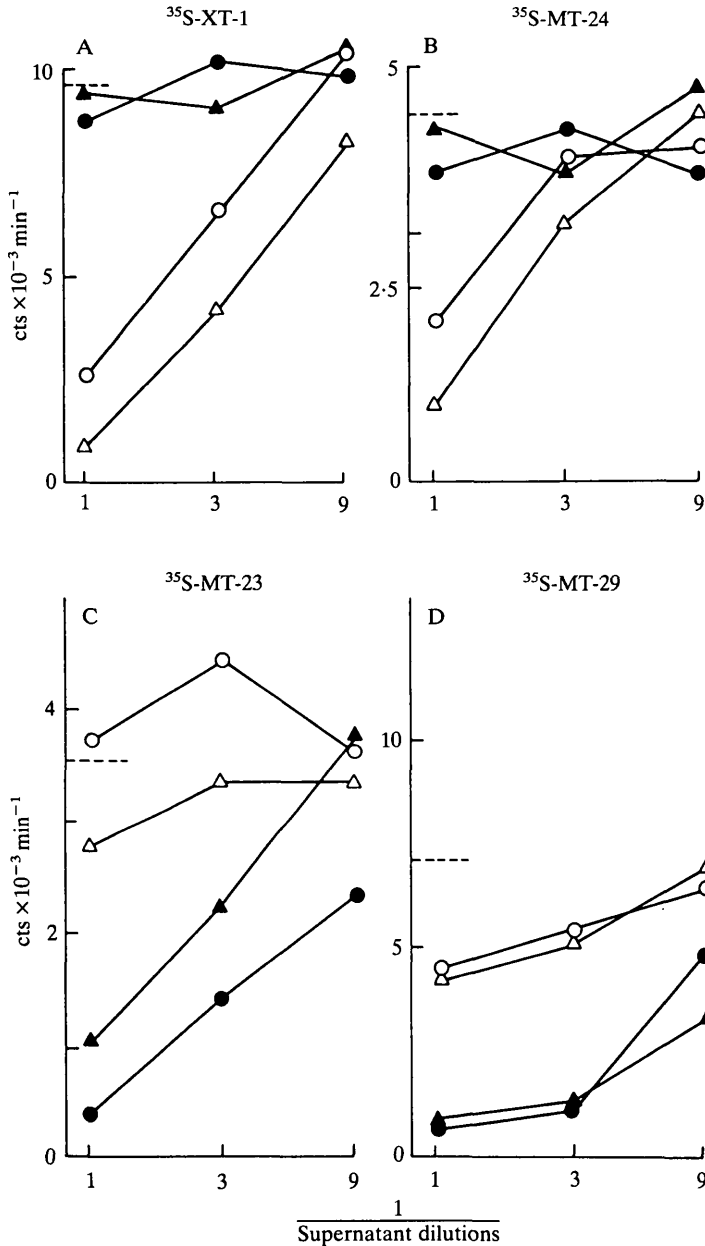 ³⁵S-XT-1
A
10
5
0
cts ×10⁻³ min⁻¹
1 3 9
³⁵S-MT-24
B
5
2·5
0
1 3 9
³⁵S-MT-23
C
4
2
0
cts ×10⁻³ min⁻¹
1 3 9
³⁵S-MT-29
D
10
5
0
1 3 9
1
Supernatant dilutions